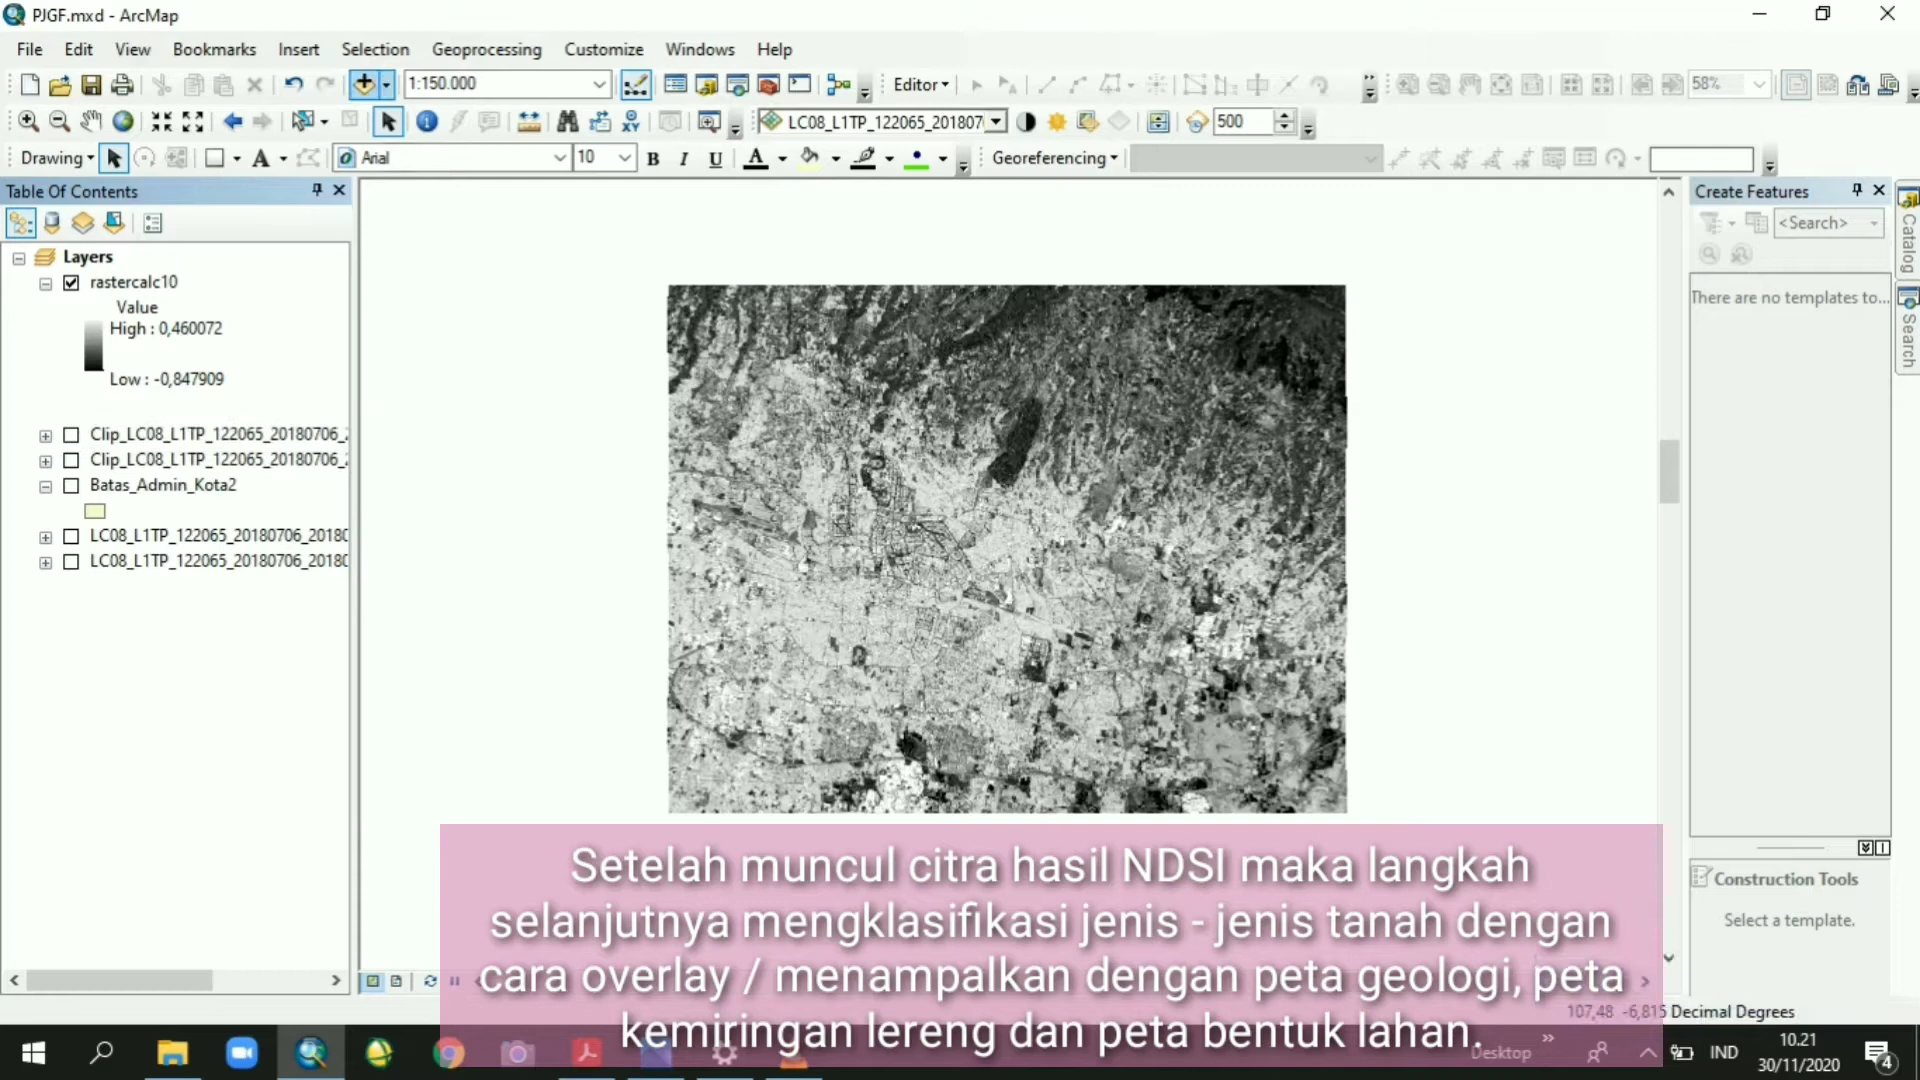 PJGF.mxd - ArcMap
File Edit View Bookmarks Insert Selection Geoprocessing Customize Windows Help
1:150.000 Editor 58%
LC08_L1TP_122065_201807 500
Drawing A Arial 10 B I U A Georeferencing
Table Of Contents
Create Features
<Search>
Catalog
Search
Layers
rastercalc10
Value
High : 0,460072
Low : -0,847909
Clip_LC08_L1TP_122065_20180706_
Clip_LC08_L1TP_122065_20180706_
Batas_Admin_Kota2
LC08_L1TP_122065_20180706_2018
LC08_L1TP_122065_20180706_2018
There are no templates to...
Construction Tools
Select a template.
Setelah muncul citra hasil NDSI maka langkah
selanjutnya mengklasifikasi jenis - jenis tanah dengan
cara overlay / menampalkan dengan peta geologi, peta
kemiringan lereng dan peta bentuk lahan.
107,48 -6,815 Decimal Degrees
Desktop
IND
10.21
30/11/2020
4